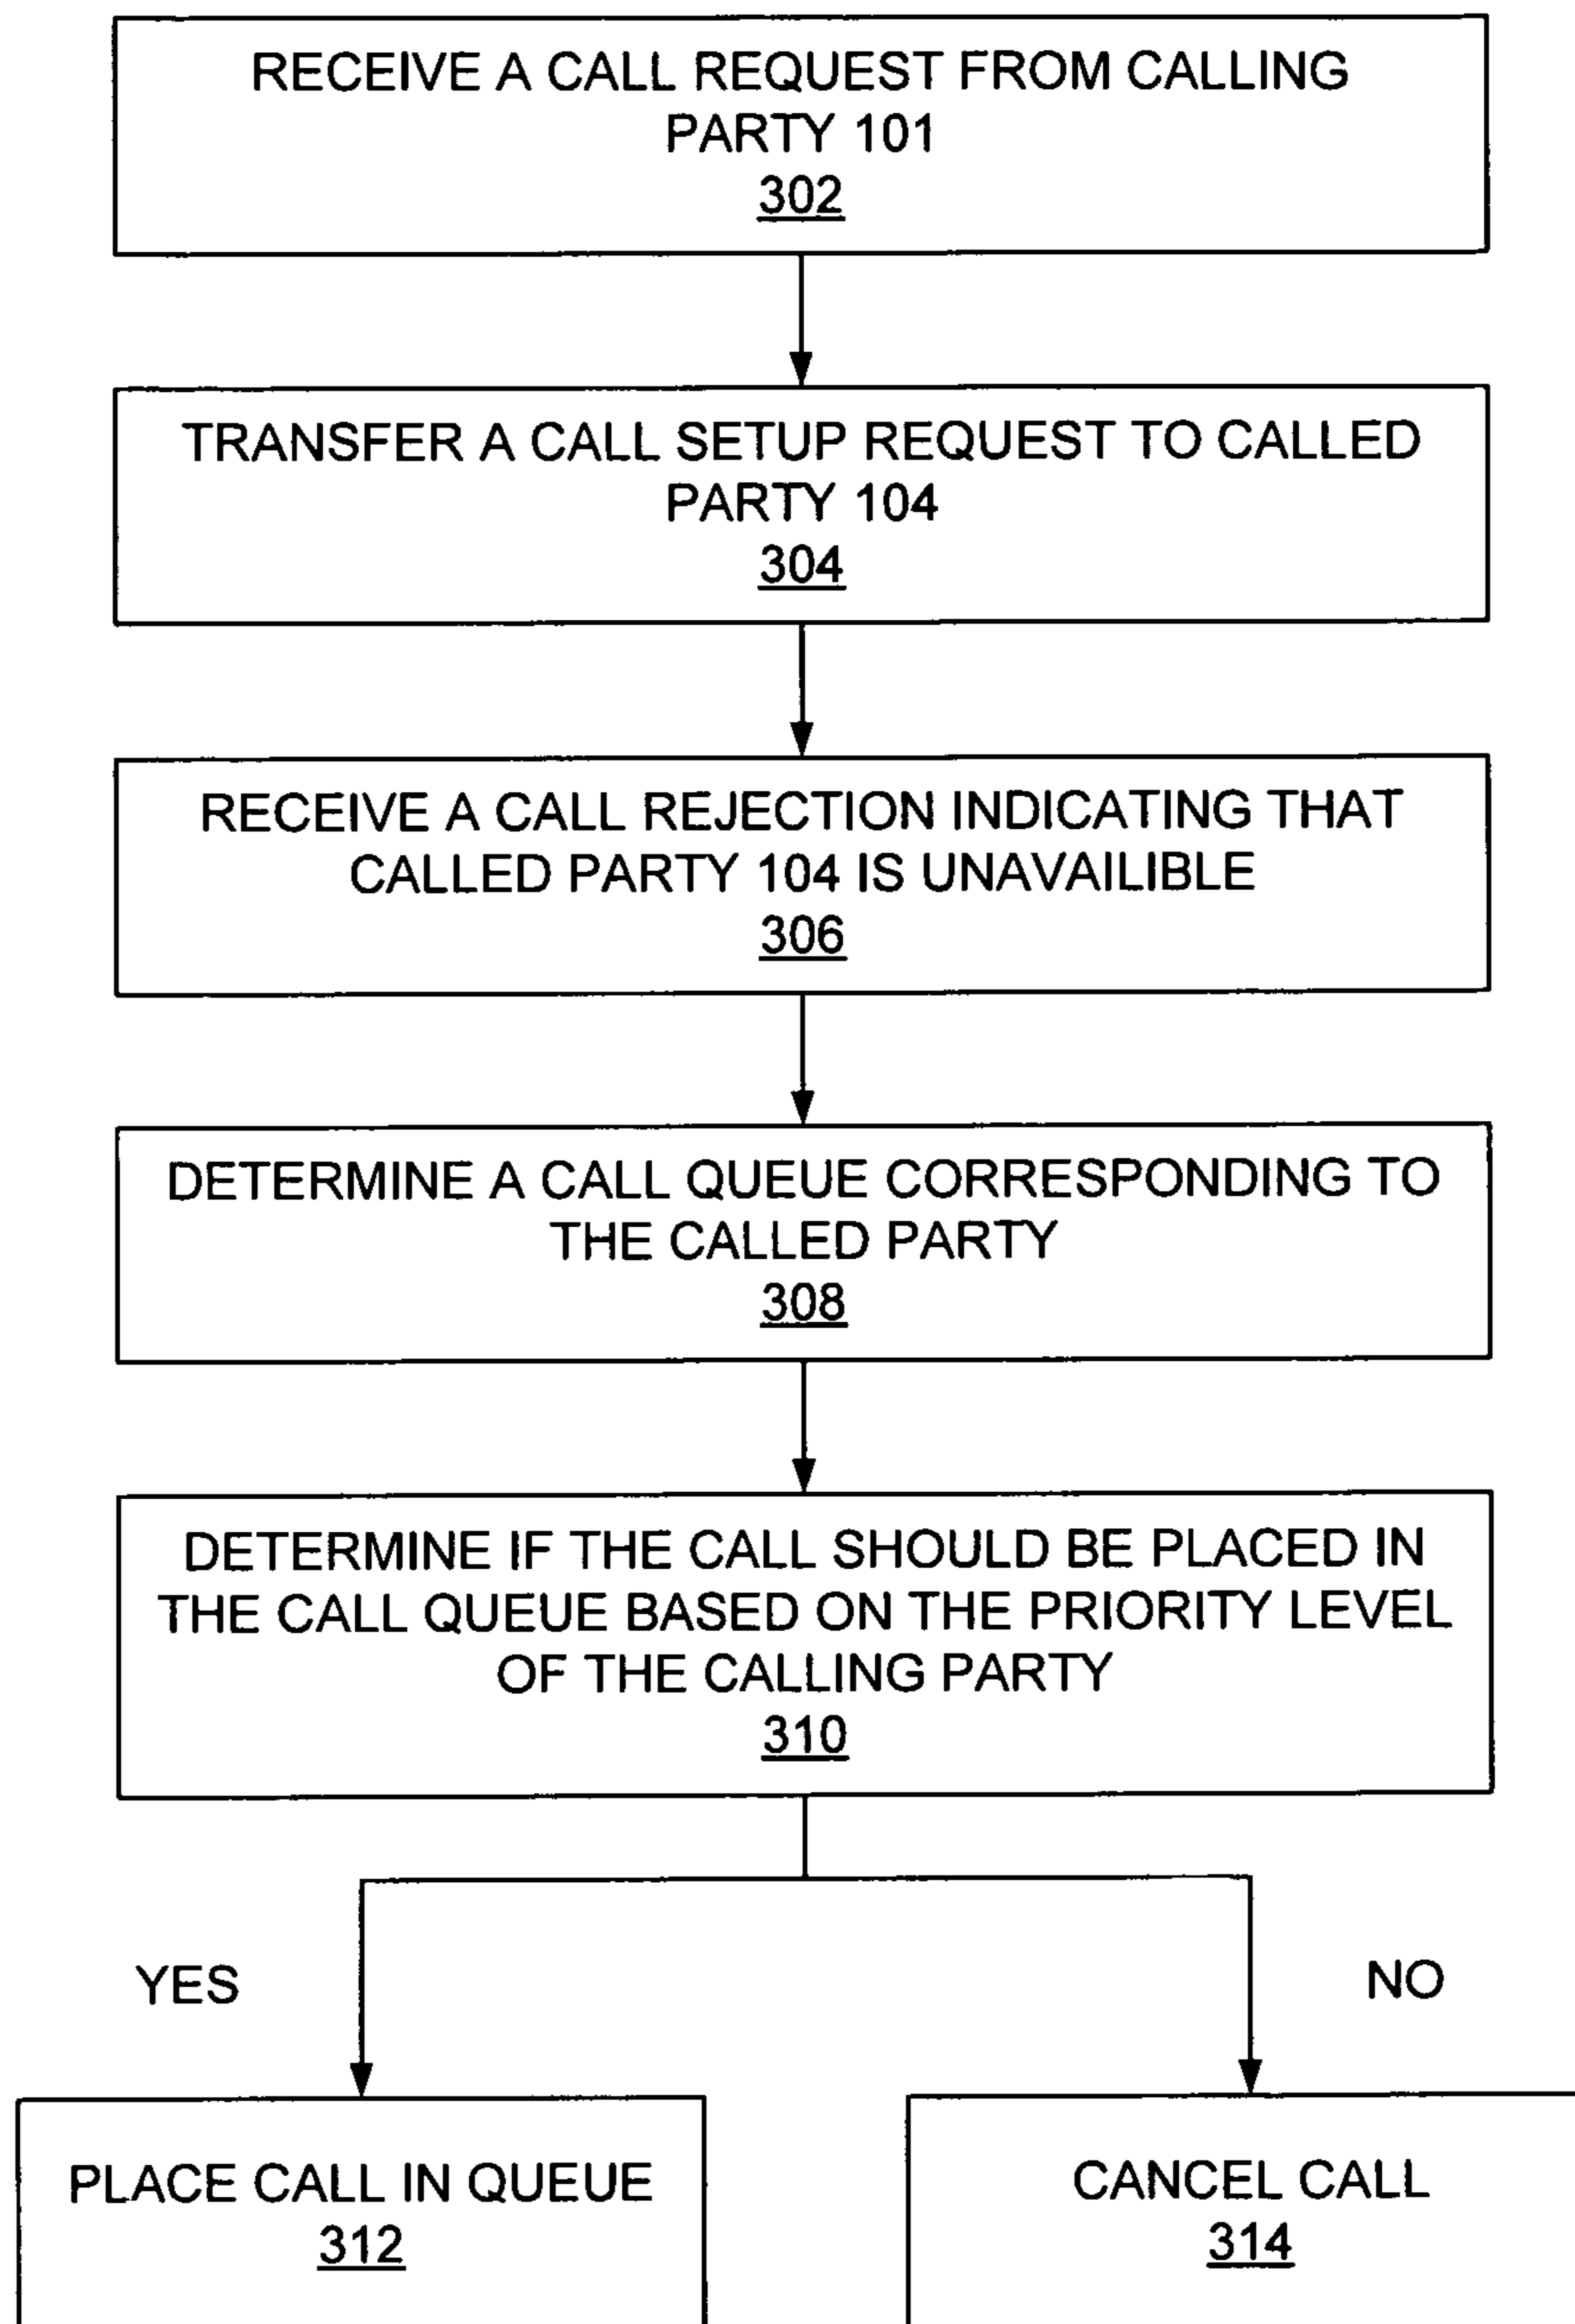 RECEIVE A CALL REQUEST FROM CALLING
PARTY 101
302
TRANSFER A CALL SETUP REQUEST TO CALLED
PARTY 104
304
RECEIVE A CALL REJECTION INDICATING THAT
CALLED PARTY 104 IS UNAVAILIBLE
306
DETERMINE A CALL QUEUE CORRESPONDING TO
THE CALLED PARTY
308
DETERMINE IF THE CALL SHOULD BE PLACED IN
THE CALL QUEUE BASED ON THE PRIORITY LEVEL
OF THE CALLING PARTY
310
YES
NO
PLACE CALL IN QUEUE
312
CANCEL CALL
314